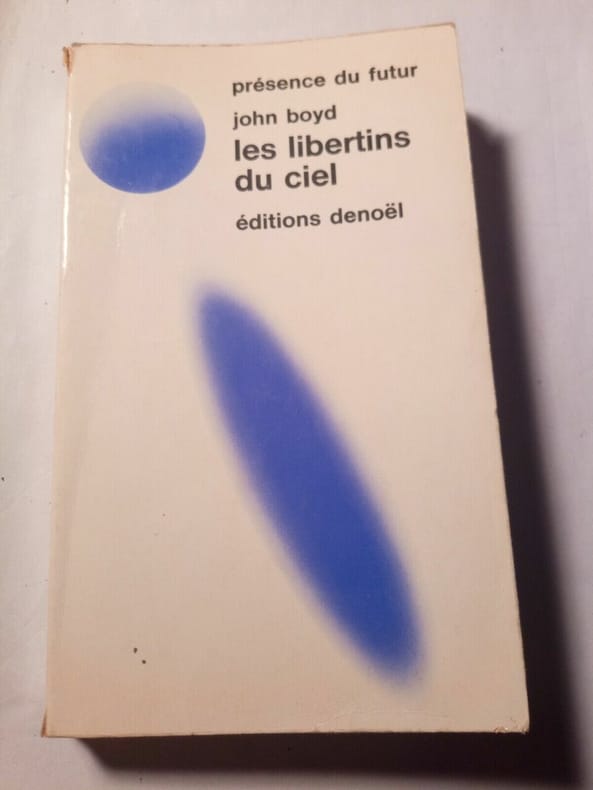 présence du futur
john boyd
les libertins
du ciel
éditions denoël